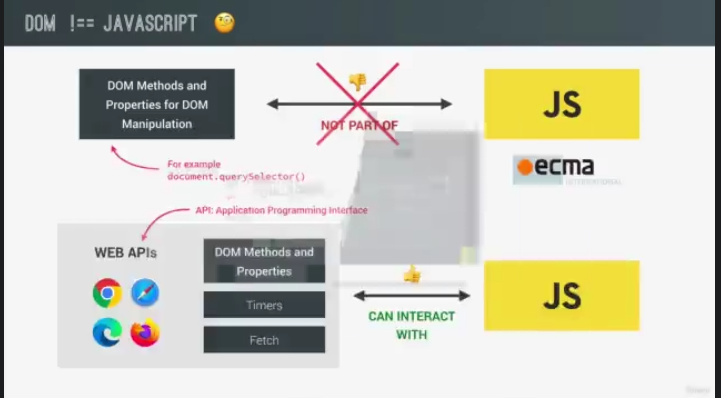 DOM !== JAVASCRIPT
DOM Methods and
Properties for DOM
Manipulation
NOT PART OF
JS
For example
document.querySelector()
ecma
INTERNATIONAL
API: Application Programming Interface
WEB APIs
DOM Methods and
Properties
Timers
Fetch
CAN INTERACT
WITH
JS